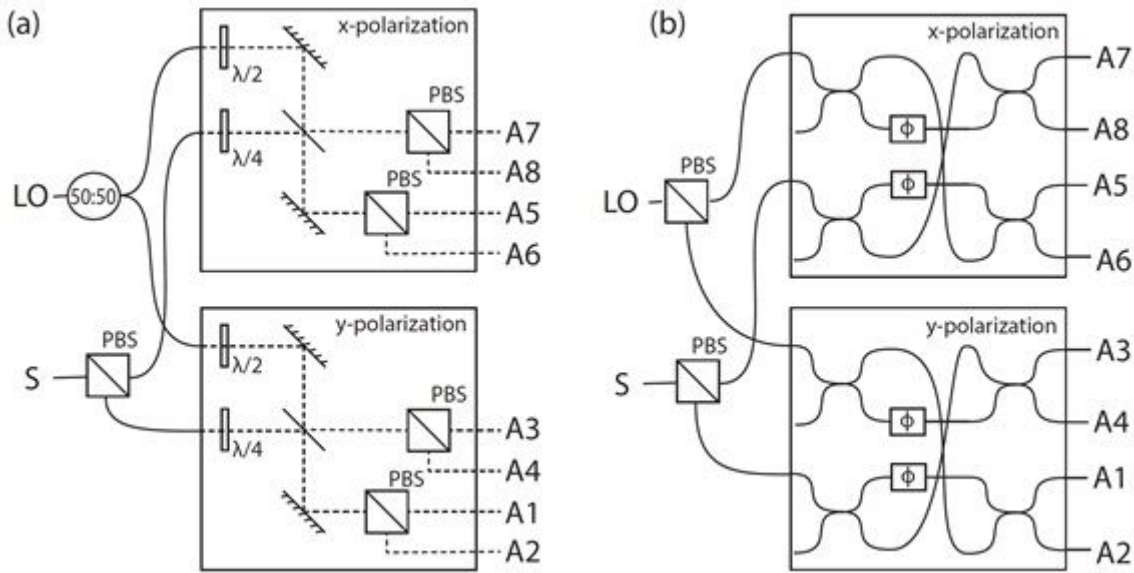 (a)
x-polarization
λ/2
λ/4
PBS
A7
A8
PBS
A5
A6
LO
50:50
y-polarization
PBS
S
λ/2
λ/4
PBS
A3
A4
PBS
A1
A2
(b)
x-polarization
A7
Φ
A8
PBS
LO
Φ
A5
A6
y-polarization
PBS
S
A3
Φ
A4
Φ
A1
A2